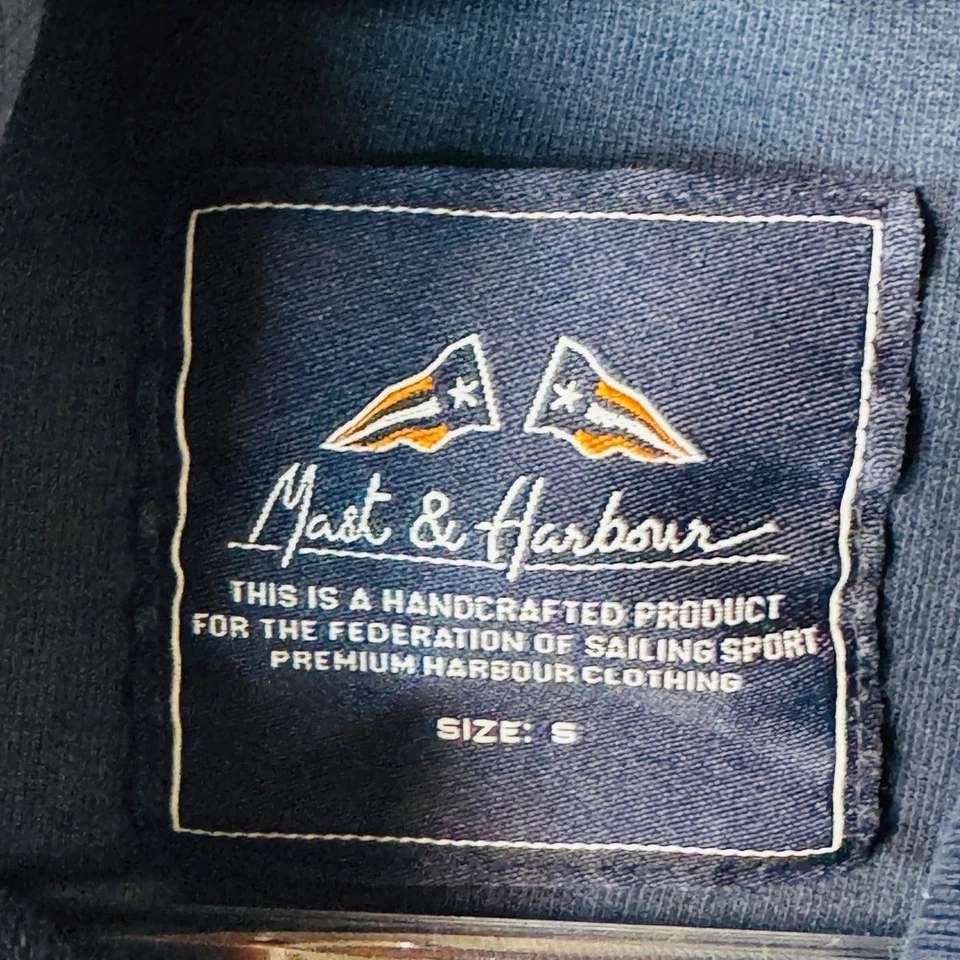 Mast & Harbour
THIS IS A HANDCRAFTED PRODUCT
FOR THE FEDERATION OF SAILING SPORT
PREMIUM HARBOUR CLOTHING
SIZE: S